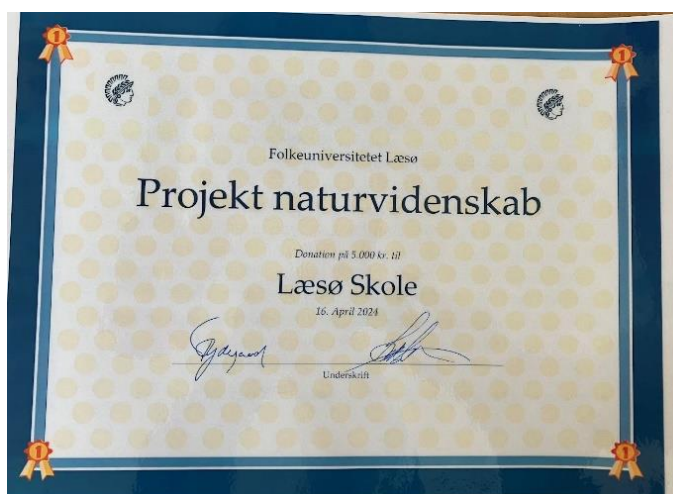 Folkeuniversitetet Læsø
Projekt naturvidenskab
Donation på 5.000 kr. til
Læsø Skole
16. April 2024
Underskrift